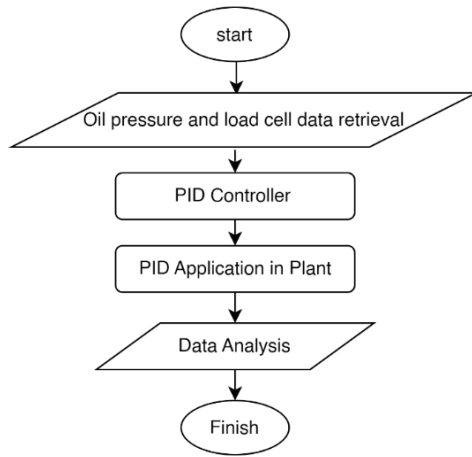 start
Oil pressure and load cell data retrieval
PID Controller
PID Application in Plant
Data Analysis
Finish